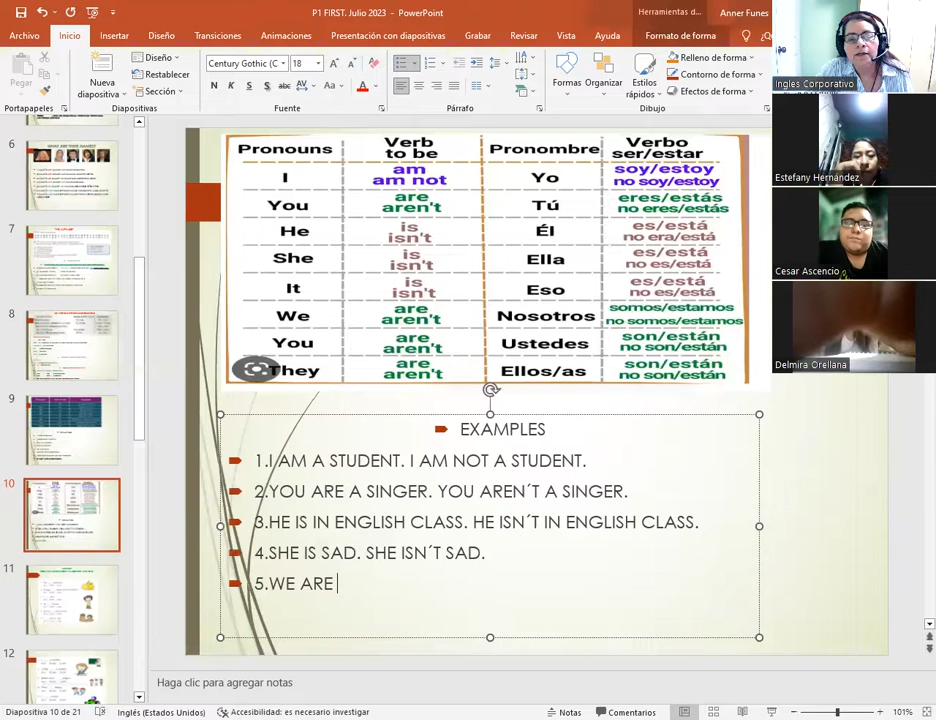 P1 FIRST. Julio 2023 - PowerPoint
Herramientas d...
Anner Funes
Archivo Inicio Insertar Diseño Transiciones Animaciones Presentación con diapositivas Grabar Revisar Vista Ayuda Formato de forma
Pegar
Nueva diapositiva
Diseño
Restablecer
Sección
Century Gothic (C 18
N K S S abc AV Aa A
Formas Organizar Estilos rápidos
Relleno de forma
Contorno de forma
Efectos de forma
Portapapeles Diapositivas Fuente Párrafo Dibujo
Ingles Corporativo
Estefany Hernández
Cesar Ascencio
Delmira Orellana
6
7
8
9
10
11
12
Pronouns Verb to be Pronombre Verbo ser/estar
I am am not Yo soy/estoy no soy/estoy
You are aren't Tú eres/estás no eres/estás
He is isn't Él es/está no era/está
She is isn't Ella es/está no es/está
It is isn't Eso es/está no es/está
We are aren't Nosotros somos/estamos no somos/estamos
You are aren't Ustedes son/están no son/están
They are aren't Ellos/as son/están no son/están
EXAMPLES
1.I AM A STUDENT. I AM NOT A STUDENT.
2.YOU ARE A SINGER. YOU AREN´T A SINGER.
3.HE IS IN ENGLISH CLASS. HE ISN´T IN ENGLISH CLASS.
4.SHE IS SAD. SHE ISN´T SAD.
5.WE ARE
Haga clic para agregar notas
Diapositiva 10 de 21 Inglés (Estados Unidos) Accesibilidad: es necesario investigar Notas Comentarios 101%